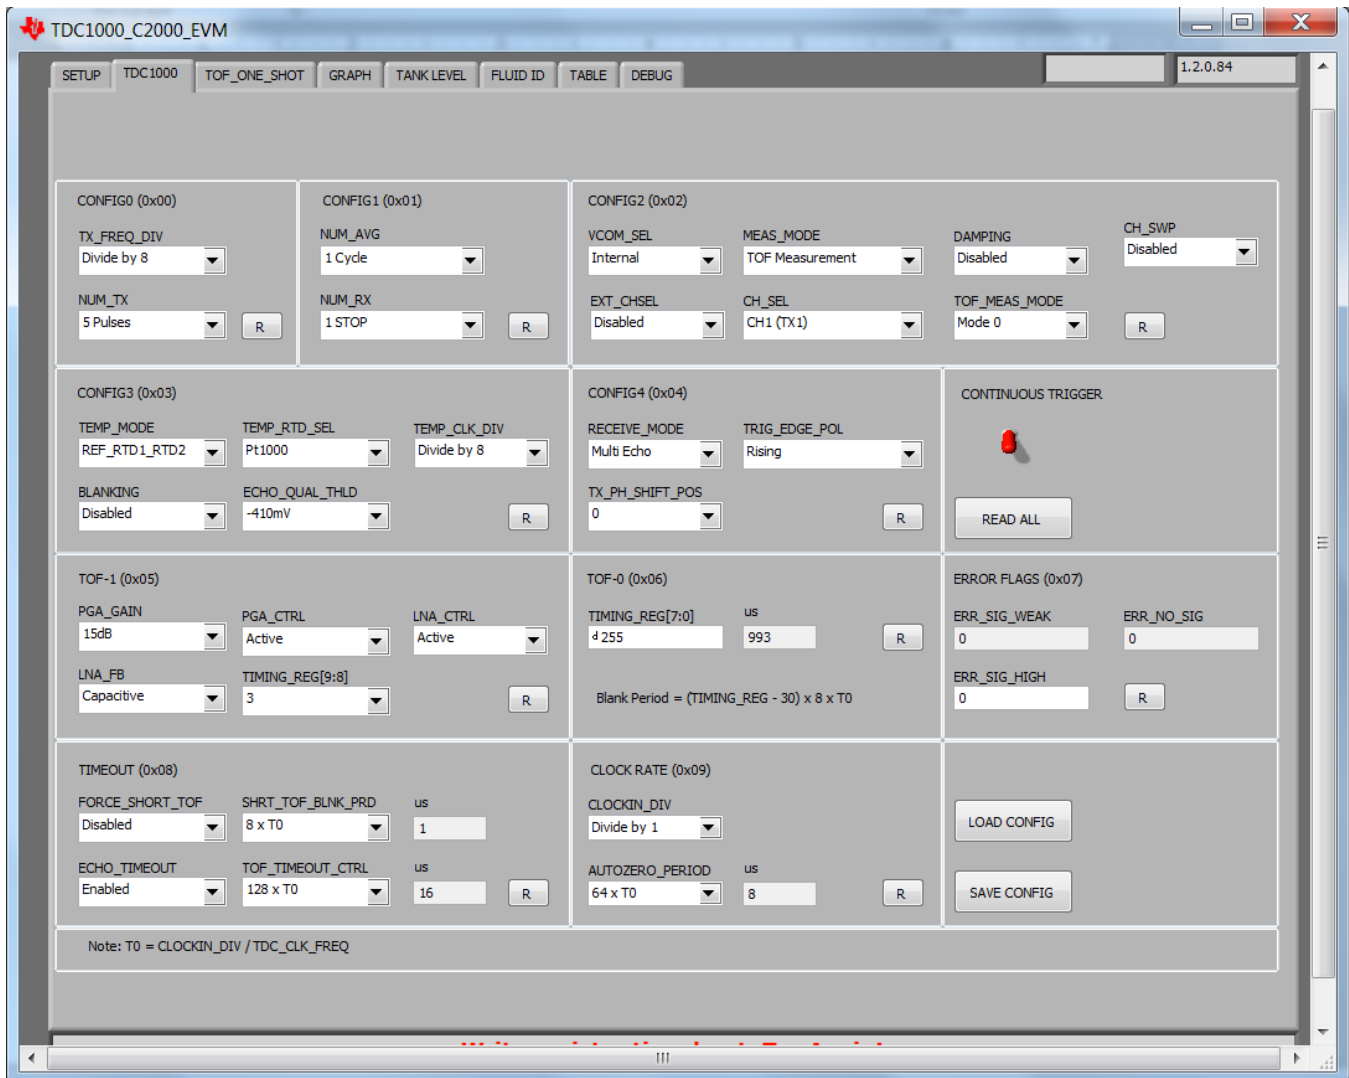 TDC1000_C2000_EVM
SETUP TDC1000 TOF_ONE_SHOT GRAPH TANK LEVEL FLUID ID TABLE DEBUG 1.2.0.84
CONFIG0 (0x00)
TX_FREQ_DIV
Divide by 8
NUM_TX
5 Pulses R
CONFIG1 (0x01)
NUM_AVG
1 Cycle
NUM_RX
1 STOP R
CONFIG2 (0x02)
VCOM_SEL MEAS_MODE DAMPING CH_SWP
Internal TOF Measurement Disabled Disabled
EXT_CHSEL CH_SEL TOF_MEAS_MODE
Disabled CH1 (TX1) Mode 0 R
CONFIG3 (0x03)
TEMP_MODE TEMP_RTD_SEL TEMP_CLK_DIV
REF_RTD1_RTD2 Pt1000 Divide by 8
BLANKING ECHO_QUAL_THLD
Disabled -410mV R
CONFIG4 (0x04)
RECEIVE_MODE TRIG_EDGE_POL
Multi Echo Rising
TX_PH_SHIFT_POS
0 R
CONTINUOUS TRIGGER
READ ALL
TOF-1 (0x05)
PGA_GAIN PGA_CTRL LNA_CTRL
15dB Active Active
LNA_FB TIMING_REG[9:8]
Capacitive 3 R
TOF-0 (0x06)
TIMING_REG[7:0] us
d 255 993 R
Blank Period = (TIMING_REG - 30) x 8 x T0
ERROR FLAGS (0x07)
ERR_SIG_WEAK ERR_NO_SIG
0 0
ERR_SIG_HIGH
0 R
TIMEOUT (0x08)
FORCE_SHORT_TOF SHRT_TOF_BLNK_PRD us
Disabled 8 x T0 1
ECHO_TIMEOUT TOF_TIMEOUT_CTRL us
Enabled 128 x T0 16 R
CLOCK RATE (0x09)
CLOCKIN_DIV
Divide by 1
AUTOZERO_PERIOD us
64 x T0 8 R
LOAD CONFIG
SAVE CONFIG
Note: T0 = CLOCKIN_DIV / TDC_CLK_FREQ